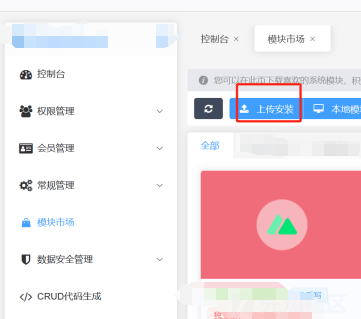 控制台 ×
模块市场 ×
控制台
权限管理
会员管理
常规管理
模块市场
数据安全管理
CRUD代码生成
您可以在此页下载喜欢的系统模块，积
上传安装
本地模
全部